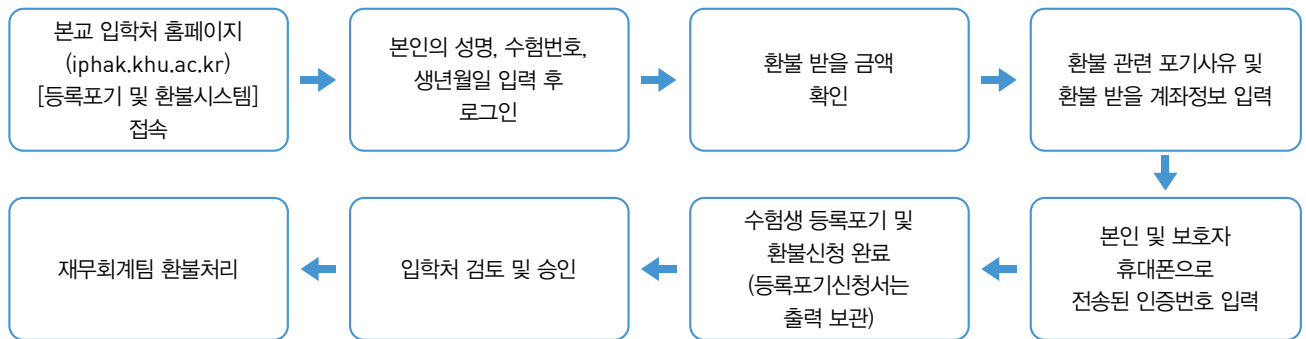 본교 입학처 홈페이지
(iphak.khu.ac.kr)
[등록포기 및 환불시스템]
접속
본인의 성명, 수험번호,
생년월일 입력 후
로그인
환불 받을 금액
확인
환불 관련 포기사유 및
환불 받을 계좌정보 입력
본인 및 보호자
휴대폰으로
전송된 인증번호 입력
수험생 등록포기 및
환불신청 완료
(등록포기신청서는
출력 보관)
입학처 검토 및 승인
재무회계팀 환불처리